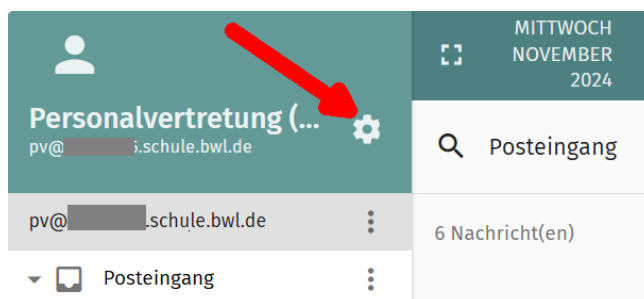 MITTWOCH
NOVEMBER
2024
Personalvertretung (...
pv@ .schule.bwl.de
Posteingang
pv@ .schule.bwl.de
6 Nachricht(en)
Posteingang